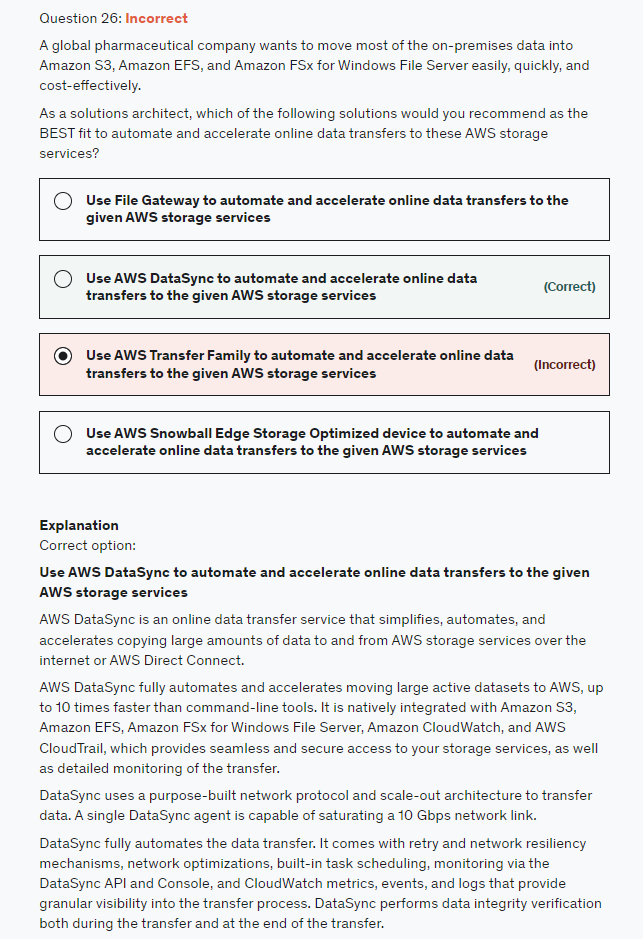 Question 26: Incorrect
A global pharmaceutical company wants to move most of the on-premises data into
Amazon S3, Amazon EFS, and Amazon FSx for Windows File Server easily, quickly, and
cost-effectively.
As a solutions architect, which of the following solutions would you recommend as the
BEST fit to automate and accelerate online data transfers to these AWS storage
services?
Use File Gateway to automate and accelerate online data transfers to the
given AWS storage services
Use AWS DataSync to automate and accelerate online data
transfers to the given AWS storage services
(Correct)
Use AWS Transfer Family to automate and accelerate online data
transfers to the given AWS storage services
(Incorrect)
Use AWS Snowball Edge Storage Optimized device to automate and
accelerate online data transfers to the given AWS storage services
Explanation
Correct option:
Use AWS DataSync to automate and accelerate online data transfers to the given
AWS storage services
AWS DataSync is an online data transfer service that simplifies, automates, and
accelerates copying large amounts of data to and from AWS storage services over the
internet or AWS Direct Connect.
AWS DataSync fully automates and accelerates moving large active datasets to AWS, up
to 10 times faster than command-line tools. It is natively integrated with Amazon S3,
Amazon EFS, Amazon FSx for Windows File Server, Amazon CloudWatch, and AWS
CloudTrail, which provides seamless and secure access to your storage services, as well
as detailed monitoring of the transfer.
DataSync uses a purpose-built network protocol and scale-out architecture to transfer
data. A single DataSync agent is capable of saturating a 10 Gbps network link.
DataSync fully automates the data transfer. It comes with retry and network resiliency
mechanisms, network optimizations, built-in task scheduling, monitoring via the
DataSync API and Console, and CloudWatch metrics, events, and logs that provide
granular visibility into the transfer process. DataSync performs data integrity verification
both during the transfer and at the end of the transfer.